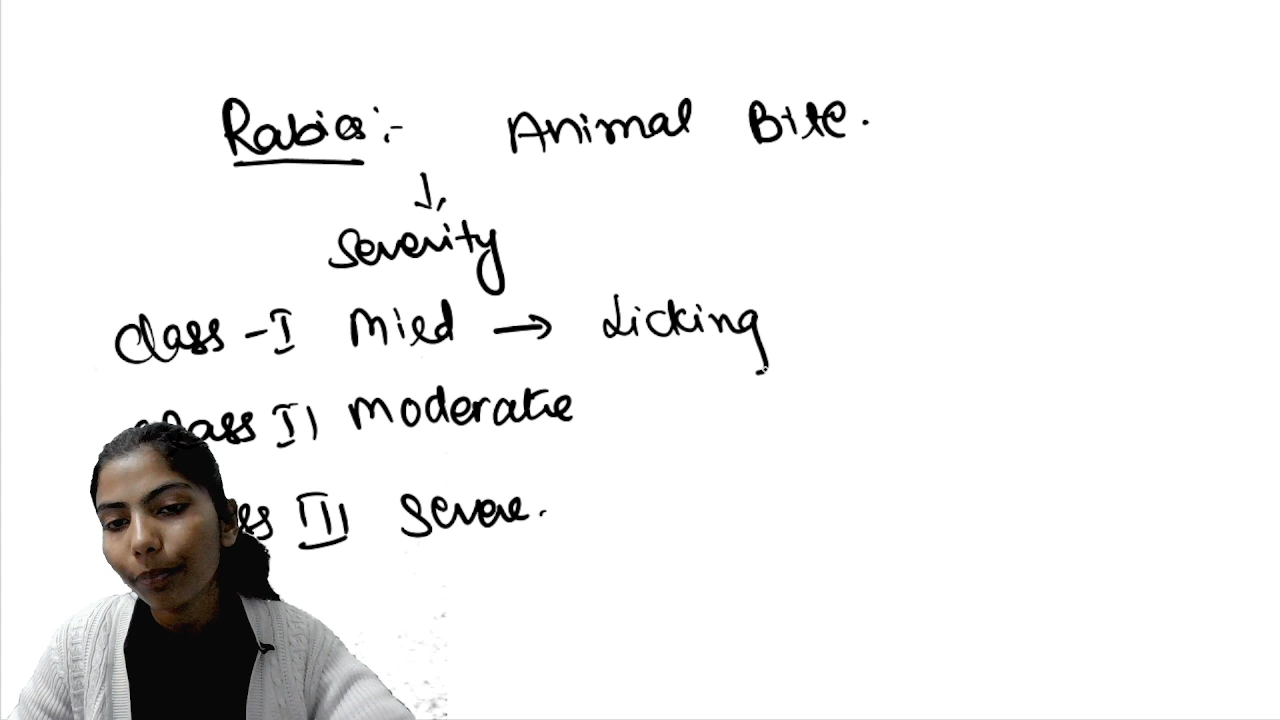 Rabies:- Animal Bite.
Severity
Class -I Mild → Licking
Class II Moderate
III Severe.